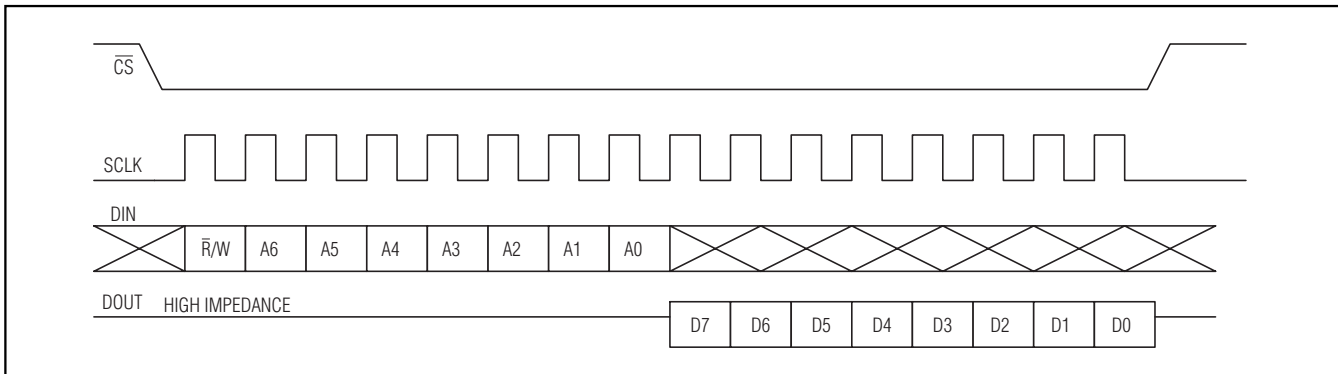 C̅S̅
SCLK
DIN
R̅/W A6 A5 A4 A3 A2 A1 A0
DOUT HIGH IMPEDANCE
D7 D6 D5 D4 D3 D2 D1 D0